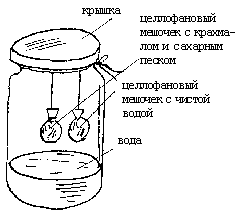 крышка
целлофановый
мешочек с крахма-
лом и сахарным
песком
целлофановый
мешочек с чистой
водой
вода